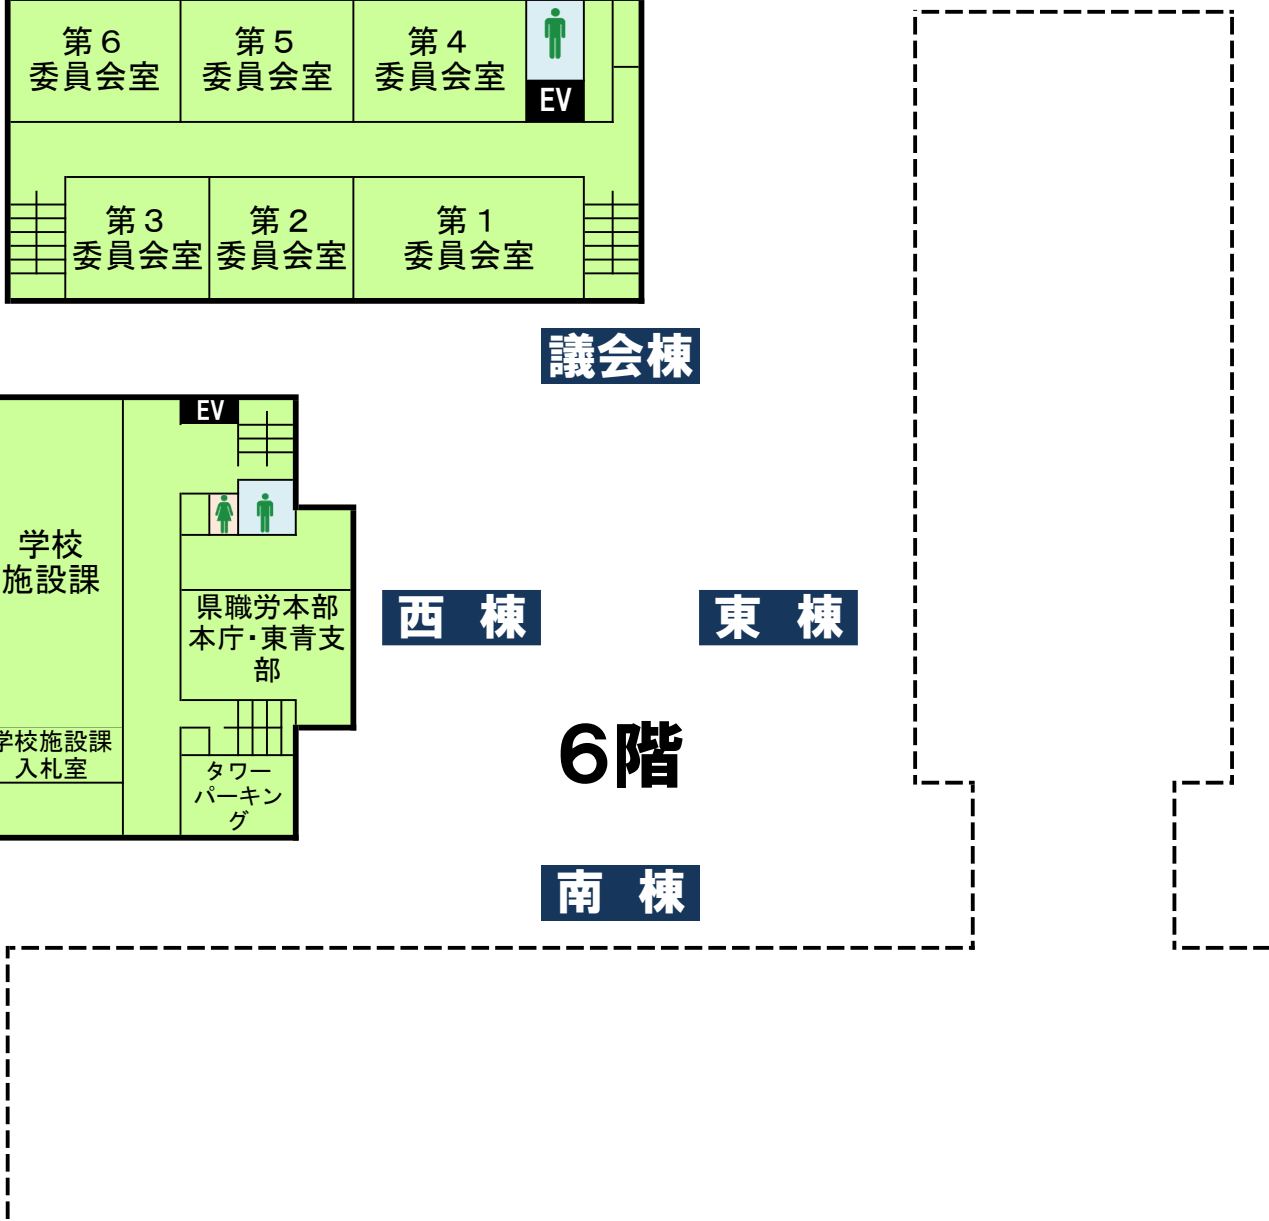 第６
委員会室
第５
委員会室
第４
委員会室
EV
第３
委員会室
第２
委員会室
第１
委員会室
議会棟
EV
学校
施設課
県職労本部
本庁・東青支
部
西　棟
東　棟
6階
学校施設課
入札室
タワー
パーキン
グ
南　棟